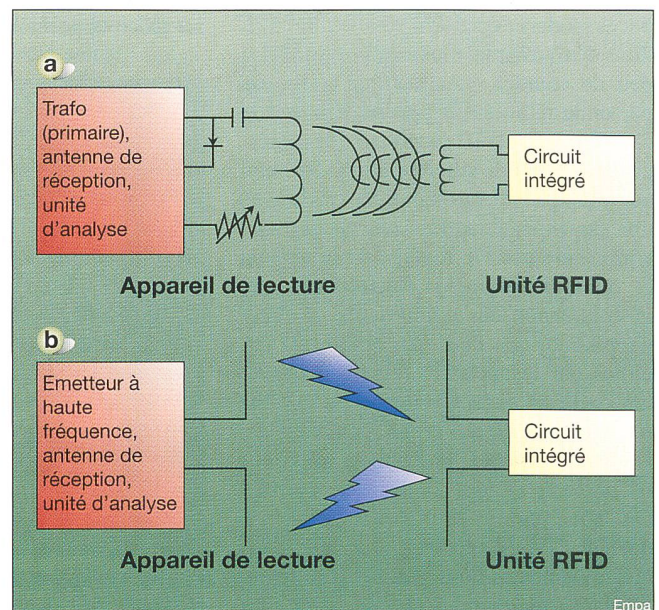 a
Trafo
(primaire),
antenne de
réception,
unité
d'analyse
Circuit
intégré
Appareil de lecture
Unité RFID
b
Emetteur à
haute
fréquence,
antenne de
réception,
unité d'analyse
Circuit
intégré
Appareil de lecture
Unité RFID
Empa